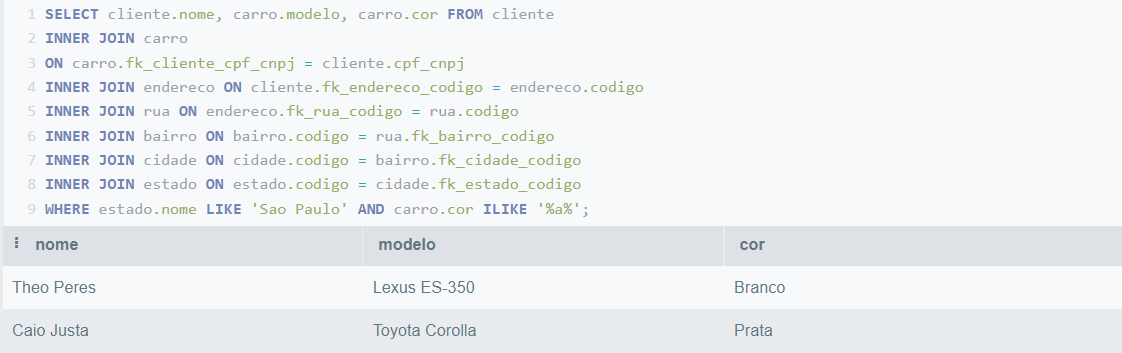 1 SELECT cliente.nome, carro.modelo, carro.cor FROM cliente
2 INNER JOIN carro
3 ON carro.fk_cliente_cpf_cnpj = cliente.cpf_cnpj
4 INNER JOIN endereco ON cliente.fk_endereco_codigo = endereco.codigo
5 INNER JOIN rua ON endereco.fk_rua_codigo = rua.codigo
6 INNER JOIN bairro ON bairro.codigo = rua.fk_bairro_codigo
7 INNER JOIN cidade ON cidade.codigo = bairro.fk_cidade_codigo
8 INNER JOIN estado ON estado.codigo = cidade.fk_estado_codigo
9 WHERE estado.nome LIKE 'Sao Paulo' AND carro.cor ILIKE '%a%';
nome modelo cor
Theo Peres Lexus ES-350 Branco
Caio Justa Toyota Corolla Prata